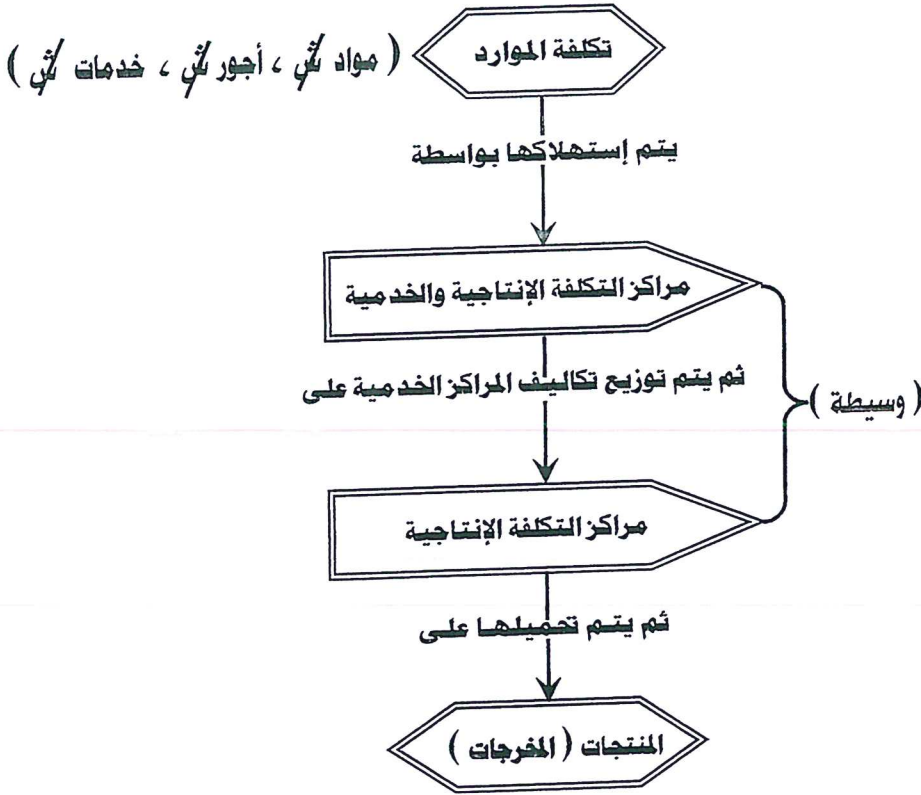 تكلفة الموارد
( مواد ش ، أجور ش ، خدمات ش )
يتم إستهلاكها بواسطة
مراكز التكلفة الإنتاجية والخدمية
ثم يتم توزيع تكاليف المراكز الخدمية على
( وسيطة )
مراكز التكلفة الإنتاجية
ثم يتم تحميلها على
المنتجات ( المخرجات )